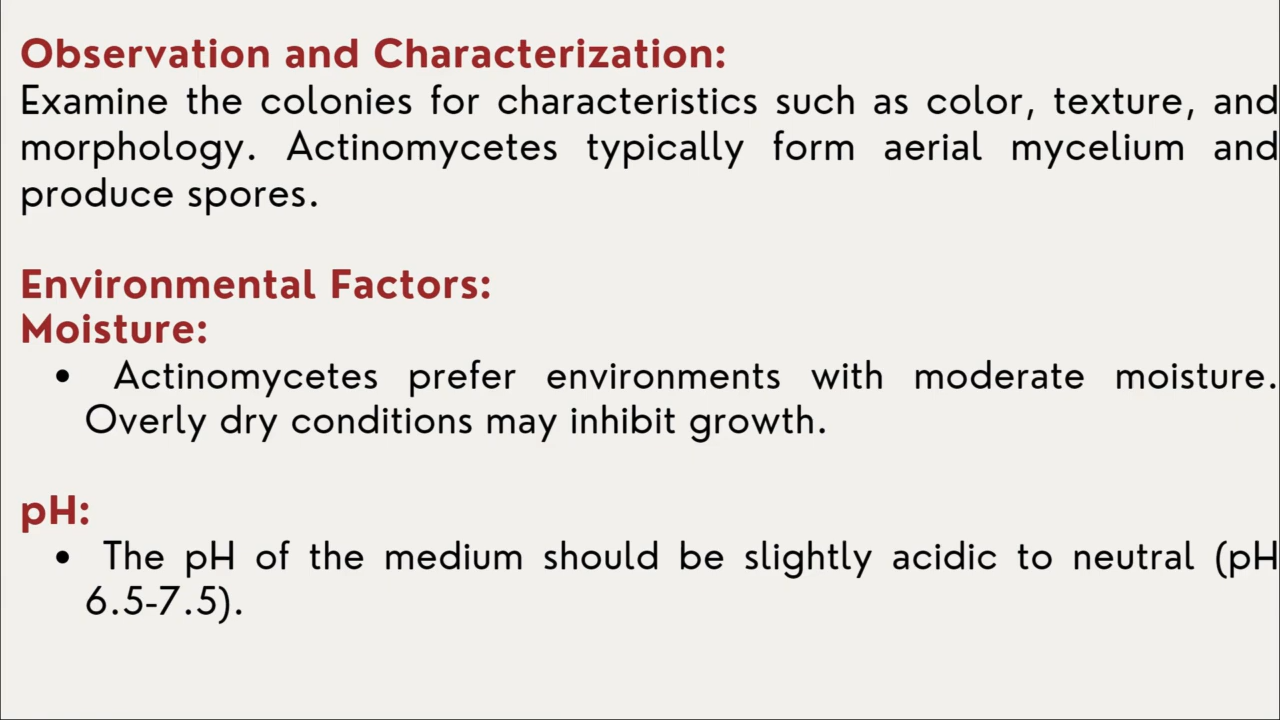 Observation and Characterization:
Examine the colonies for characteristics such as color, texture, and
morphology. Actinomycetes typically form aerial mycelium and
produce spores.
Environmental Factors:
Moisture:
• Actinomycetes prefer environments with moderate moisture.
Overly dry conditions may inhibit growth.
pH:
• The pH of the medium should be slightly acidic to neutral (pH
6.5-7.5).